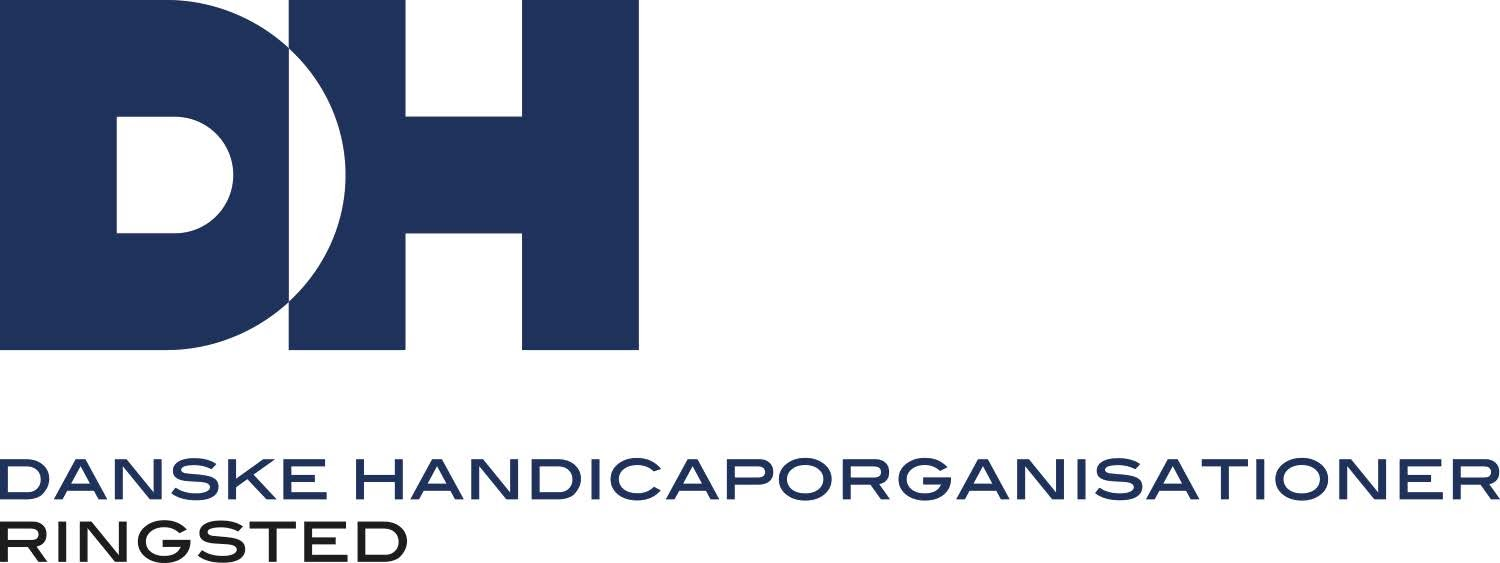 DH
DANSKE HANDICAPORGANISATIONER
RINGSTED